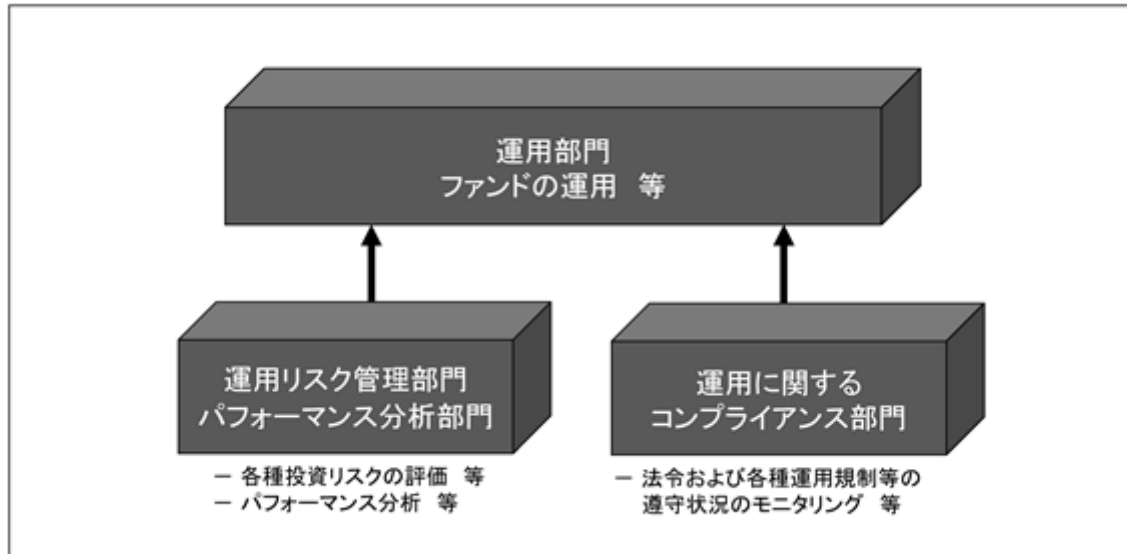 運用部門
ファンドの運用 等
運用リスク管理部門
パフォーマンス分析部門
－ 各種投資リスクの評価 等
－ パフォーマンス分析 等
運用に関する
コンプライアンス部門
－ 法令および各種運用規制等の
遵守状況のモニタリング 等